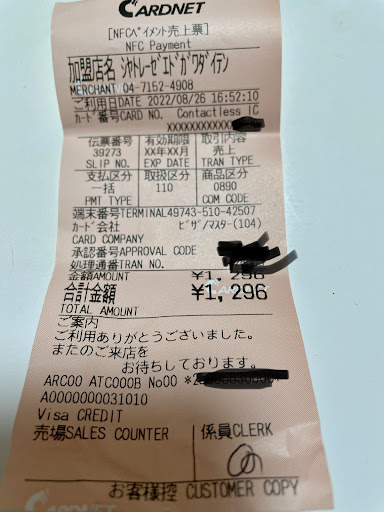 CARDNET
[NFCペイメント売上票]
NFC Payment
加盟店名 シャトレーゼエドガワダイテン
MERCHANT 04-7152-4908
ご利用日DATE 2022/08/26 16:52:10
カード番号CARD NO. Contactless IC
XXXXXXXXXXXX
伝票番号 有効期限 取引内容
39273 XX年XX月 売上
SLIP NO. EXP DATE TRAN TYPE
支払区分 取扱区分 商品区分
一括 110 0890
PMT TYPE COM CODE
端末番号TERMINAL49743-510-42507
カード会社 ビザ/マスター(104)
CARD COMPANY
承認番号APPROVAL CODE
処理通番TRAN NO.
金額AMOUNT ¥1,296
合計金額 ¥1,296
TOTAL AMOUNT
ご案内
ご利用ありがとうございました。
またのご来店を
お待ちしております。
ARC00 ATC000B No00
A0000000031010
Visa CREDIT
売場SALES COUNTER 係員CLERK
CARDNET
お客様控 CUSTOMER COPY